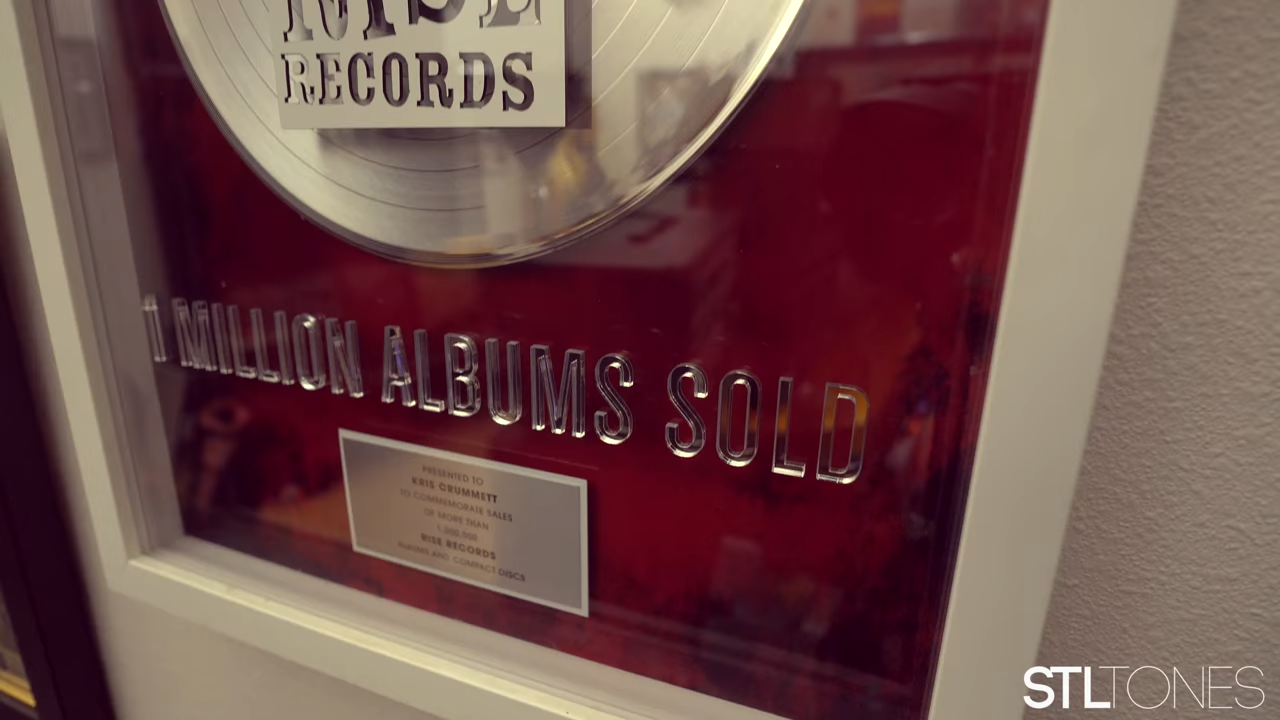 RISE
RECORDS
1 MILLION ALBUMS SOLD
PRESENTED TO
KRIS CRUMMETT
TO COMMEMORATE SALES
OF MORE THAN
1,000,000
RISE RECORDS
ALBUMS AND COMPACT DISCS
STLTONES